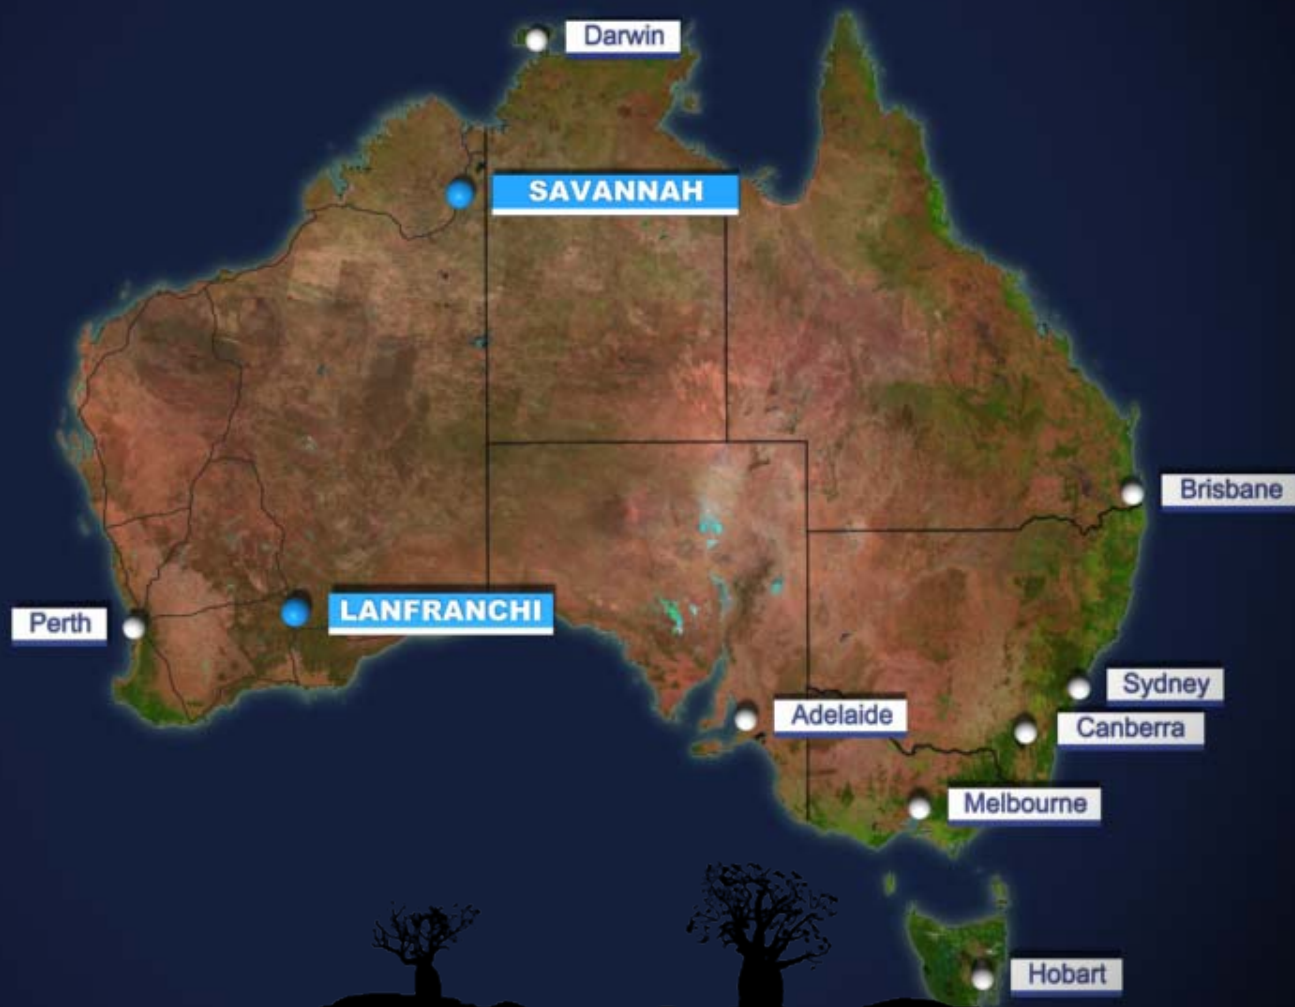 Darwin
SAVANNAH
Brisbane
LANFRANCHI
Perth
Sydney
Adelaide
Canberra
Melbourne
Hobart